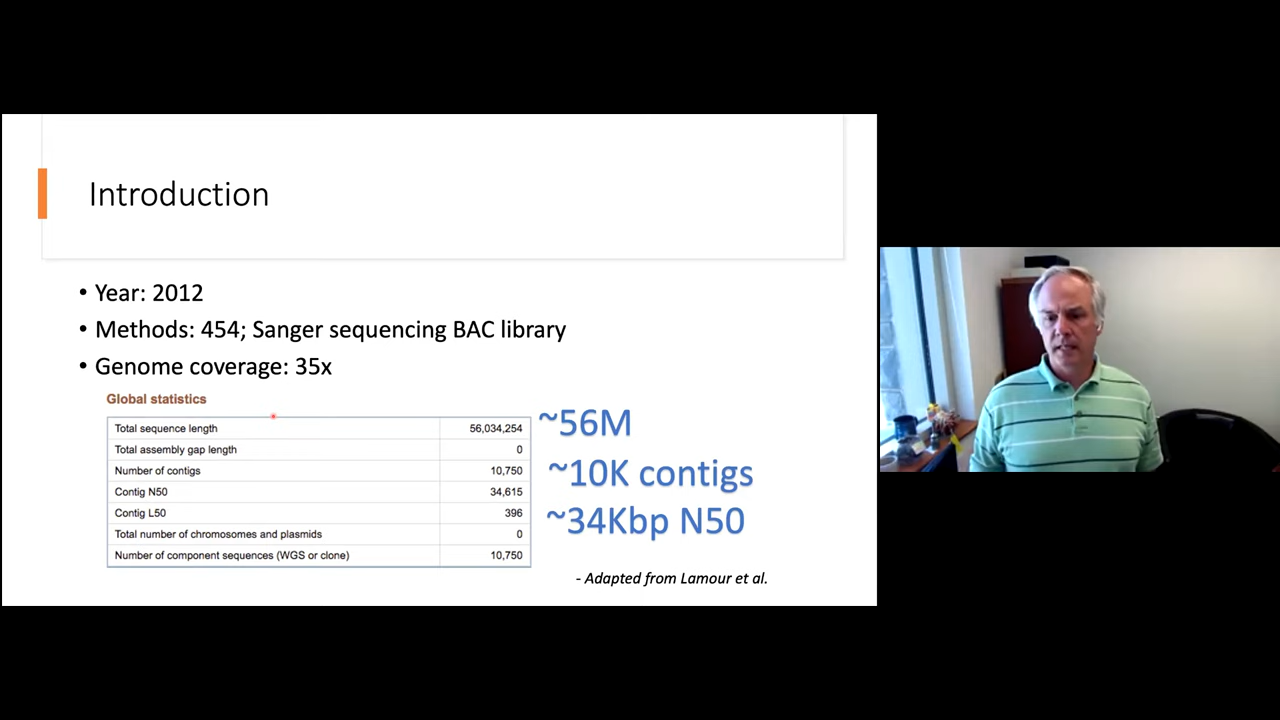 Introduction
• Year: 2012
• Methods: 454; Sanger sequencing BAC library
• Genome coverage: 35x
Global statistics
Total sequence length 56,034,254
Total assembly gap length 0
Number of contigs 10,750
Contig N50 34,615
Contig L50 396
Total number of chromosomes and plasmids 0
Number of component sequences (WGS or clone) 10,750
~56M
~10K contigs
~34Kbp N50
- Adapted from Lamour et al.